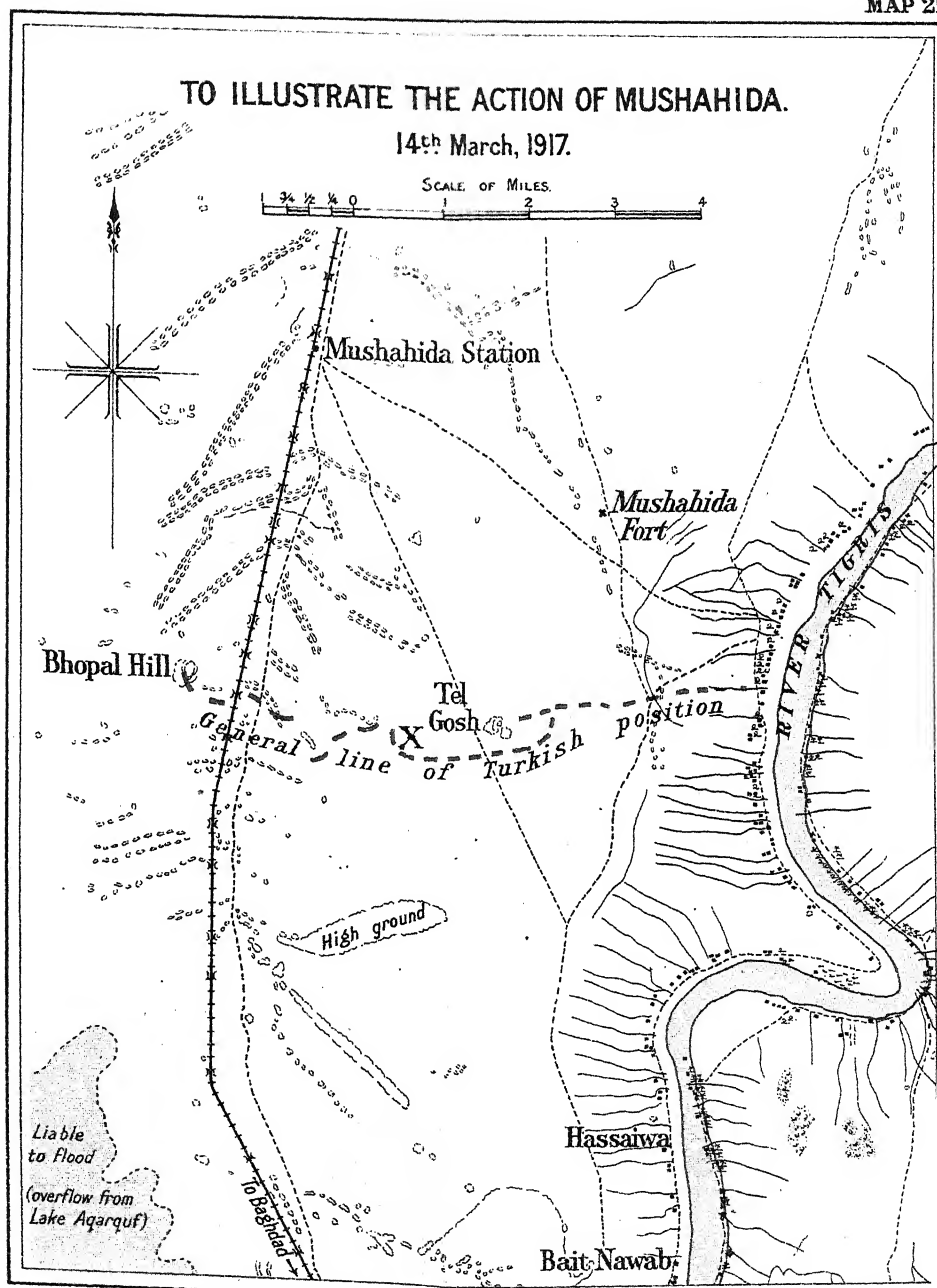 TO ILLUSTRATE THE ACTION OF MUSHAHIDA.
14th March, 1917.
SCALE OF MILES.
1 3/4 1/2 1/4 0 1 2 3 4
Mushahida Station
Mushahida
Fort
RIVER TIGRIS
Bhopal Hill
Tel
Gosh
X
General line of Turkish position
High ground
Liable
to flood
(overflow from
Lake Aqarquf)
Hassaiwa
To Baghdad
Bait Nawab